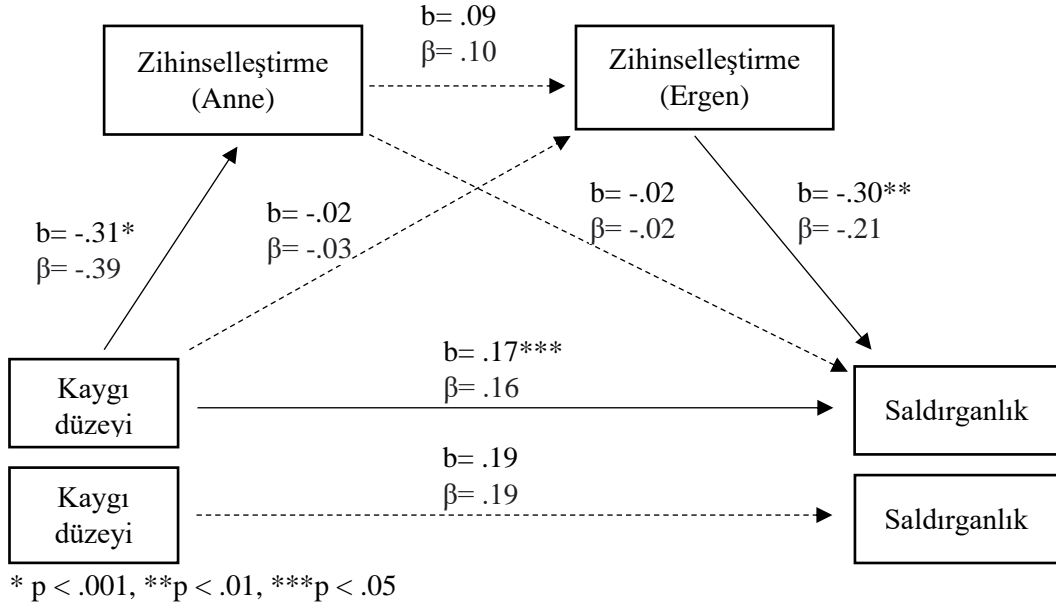 b= .09
β= .10
Zihinselleştirme
(Anne)
Zihinselleştirme
(Ergen)
b= -.31*
β= -.39
b= -.02
β= -.03
b= -.02
β= -.02
b= -.30**
β= -.21
Kaygı
düzeyi
b= .17***
β= .16
Saldırganlık
Kaygı
düzeyi
b= .19
β= .19
Saldırganlık
* p < .001, **p < .01, ***p < .05